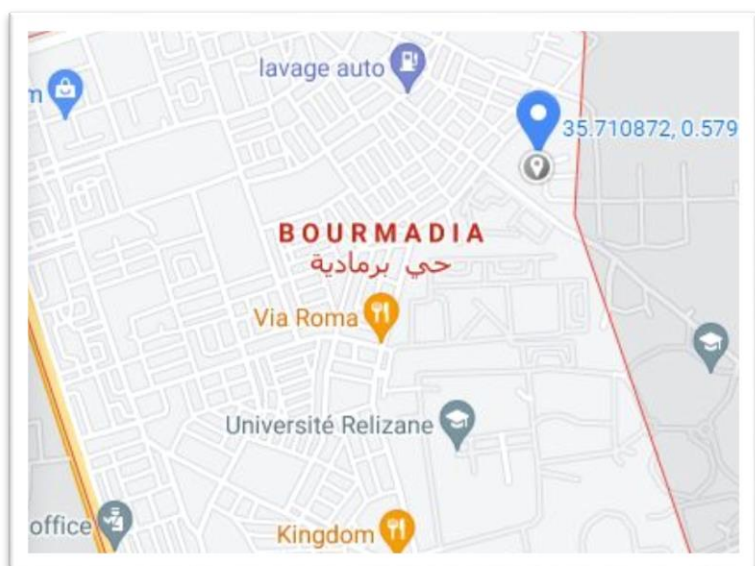 lavage auto
m
35.710872, 0.579
BOURMADIA
حي برمادية
Via Roma
Université Relizane
office
Kingdom